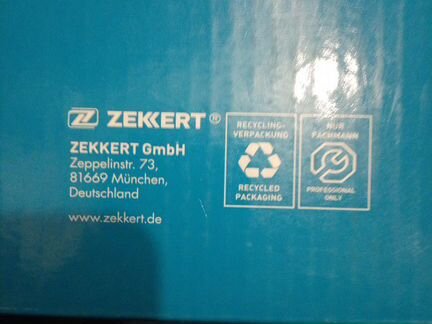 ZEKKERT®
ZEKKERT GmbH
Zeppelinstr. 73,
81669 München,
Deutschland
www.zekkert.de
RECYCLING-
VERPACKUNG
RECYCLED
PACKAGING
NUR
FACHMANN
PROFESSIONAL
ONLY